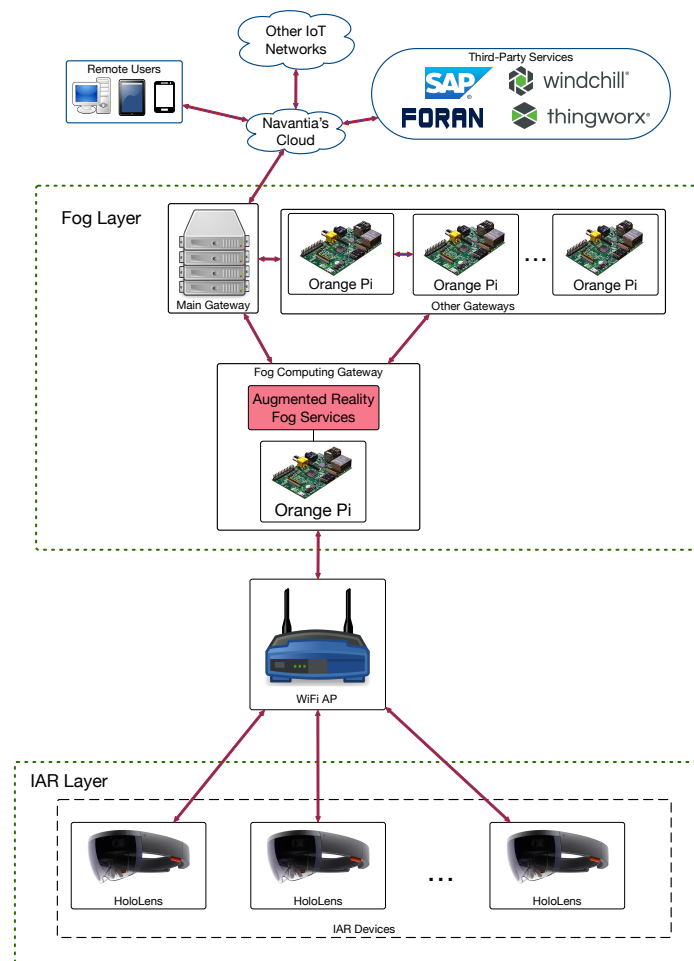 Other IoT
Networks
Remote Users
Third-Party Services
SAP
®
windchill®
FORAN
thingworx®
Navantia's
Cloud
Fog Layer
Main Gateway
Orange Pi
Orange Pi
...
Orange Pi
Other Gateways
Fog Computing Gateway
Augmented Reality
Fog Services
Orange Pi
WiFi AP
IAR Layer
HoloLens
HoloLens
...
HoloLens
IAR Devices